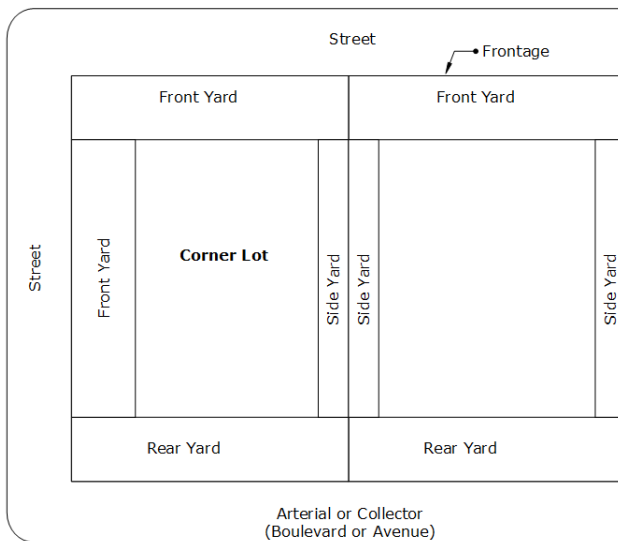 Street
Frontage
Front Yard
Front Yard
Street
Front Yard
Corner Lot
Side Yard
Side Yard
Side Yard
Rear Yard
Rear Yard
Arterial or Collector
(Boulevard or Avenue)